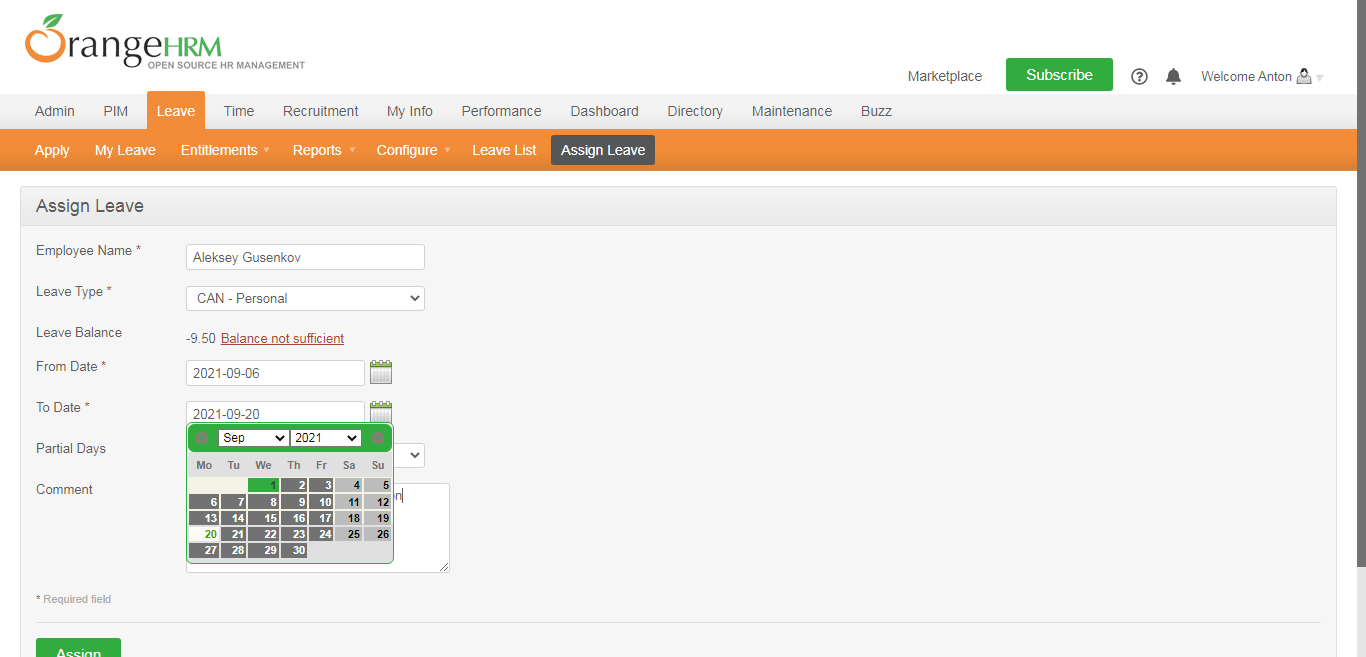 OrangeHRM
OPEN SOURCE HR MANAGEMENT
Marketplace Subscribe Welcome Anton
Admin PIM Leave Time Recruitment My Info Performance Dashboard Directory Maintenance Buzz
Apply My Leave Entitlements Reports Configure Leave List Assign Leave
Assign Leave
Employee Name * Aleksey Gusenkov
Leave Type * CAN - Personal
Leave Balance -9.50 Balance not sufficient
From Date * 2021-09-06
To Date * 2021-09-20
Sep 2021
Partial Days
Mo Tu We Th Fr Sa Su
1 2 3 4 5
Comment
6 7 8 9 10 11 12
13 14 15 16 17 18 19
20 21 22 23 24 25 26
27 28 29 30
* Required field
Assign